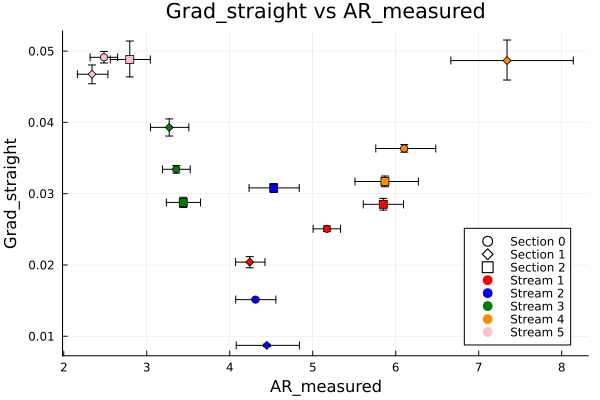 Grad_straight vs AR_measured
Grad_straight
0.05
0.04
0.03
0.02
0.01
2
3
4
5
6
7
8
AR_measured
Section 0
Section 1
Section 2
Stream 1
Stream 2
Stream 3
Stream 4
Stream 5